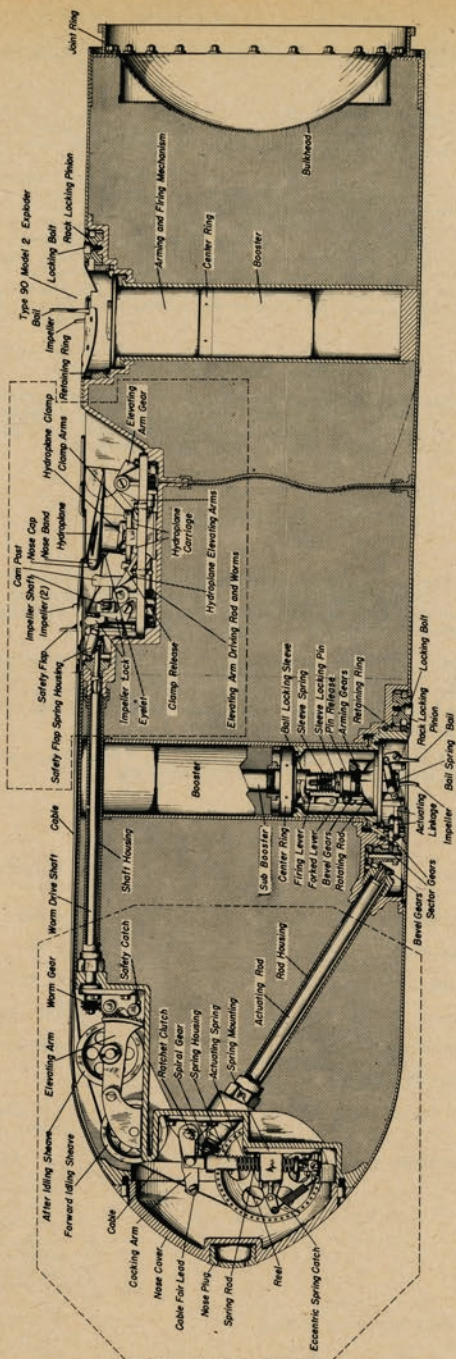 After Idling Sheave
Forward Idling Sheave
Elevating Arm
Worm Gear
Worm Drive Shaft
Cable
Safety Flap Spring Housing
Safety Flap
Impeller (2)
Impeller Shaft
Cam Post
Nose Cap
Nose Band
Hydroplane
Hydroplane Clamp
Clamp Arms
Retaining Ring
Impeller
Bail
Type 90 Model 2 Exploder
Locking Bolt
Rack Locking Pinion
Joint Ring
Cable
Cocking Arm
Nose Cover
Cable Fair Lead
Nose Plug
Spring Rod
Reel
Eccentric Spring Catch
Safety Catch
Ratchet Clutch
Spiral Gear
Spring Housing
Actuating Spring
Spring Mounting
Shaft Housing
Actuating Rod
Rod Housing
Impeller Lock
Eyelet
Clamp Release
Elevating Arm Driving Rod and Worms
Hydroplane Elevating Arms
Hydroplane
Carriage
Elevating
Arm Gear
Booster
Sub Booster
Center Ring
Firing Lever
Forked Lever
Bevel Gears
Rotating Rod
Ball Locking Sleeve
Sleeve Spring
Sleeve Locking Pin
Pin Release
Arming Gears
Retaining Ring
Bevel Gears
Sector Gears
Impeller
Actuating
Linkage
Bail Spring
Bail
Rack Locking
Pinion
Locking Bolt
Arming and Firing Mechanism
Center Ring
Booster
Bulkhead